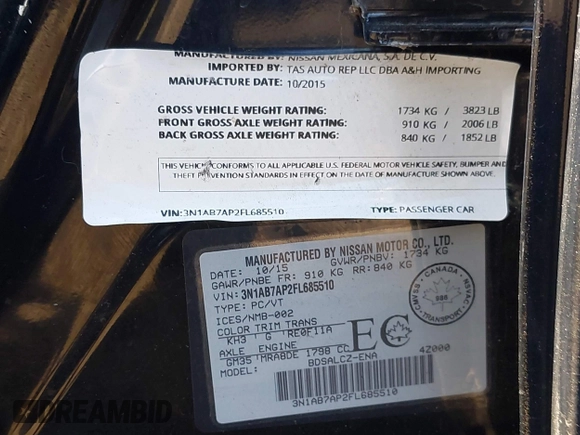 MANUFACTURED BY: NISSAN MEXICANA, S.A. DE C.V.
IMPORTED BY: TAS AUTO REP LLC DBA A&H IMPORTING
MANUFACTURE DATE: 10/2015
GROSS VEHICLE WEIGHT RATING: 1734 KG / 3823 LB
FRONT GROSS AXLE WEIGHT RATING: 910 KG / 2006 LB
BACK GROSS AXLE WEIGHT RATING: 840 KG / 1852 LB
THIS VEHICLE CONFORMS TO ALL APPLICABLE U.S. FEDERAL MOTOR VEHICLE SAFETY, BUMPER AND
THEFT PREVENTION STANDARDS IN EFFECT ON THE DATE OF MANUFACTURE SHOWN ABOVE.
VIN: 3N1AB7AP2FL685510 TYPE: PASSENGER CAR
MANUFACTURED BY NISSAN MOTOR CO., LTD.
DATE: 10/15 GVWR/PNBV: 1734 KG
GAWR/PNBE FR: 910 KG RR: 840 KG
VIN: 3N1AB7AP2FL685510
TYPE: PC/VT
ICES/NMB-002
COLOR TRIM TRANS
KH3 G RE0F11A
AXLE ENGINE
GM35 MRA8DE 1798 CC
MODEL: BDSALCZ-ENA
EC
42000
CANADA
CMVSS NSVAC
TRANSPORT
3N1AB7AP2FL685510
DREAMBID